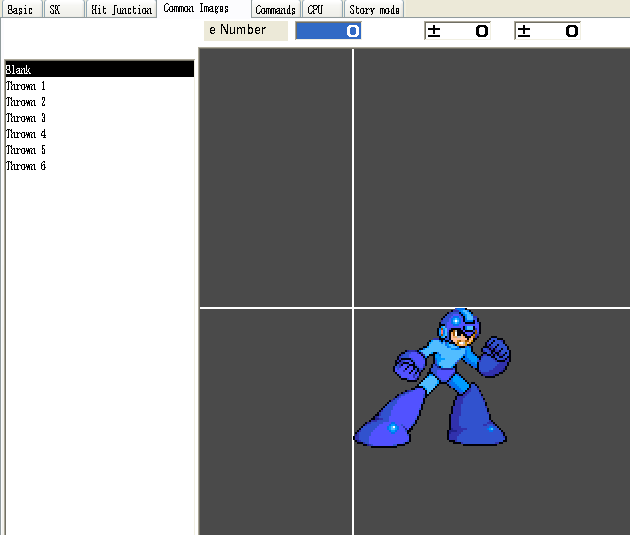 Basic SK Hit Junction Common Images Commands CPU Story mode
e Number 0 ± 0 ± 0
Blank
Thrown 1
Thrown 2
Thrown 3
Thrown 4
Thrown 5
Thrown 6